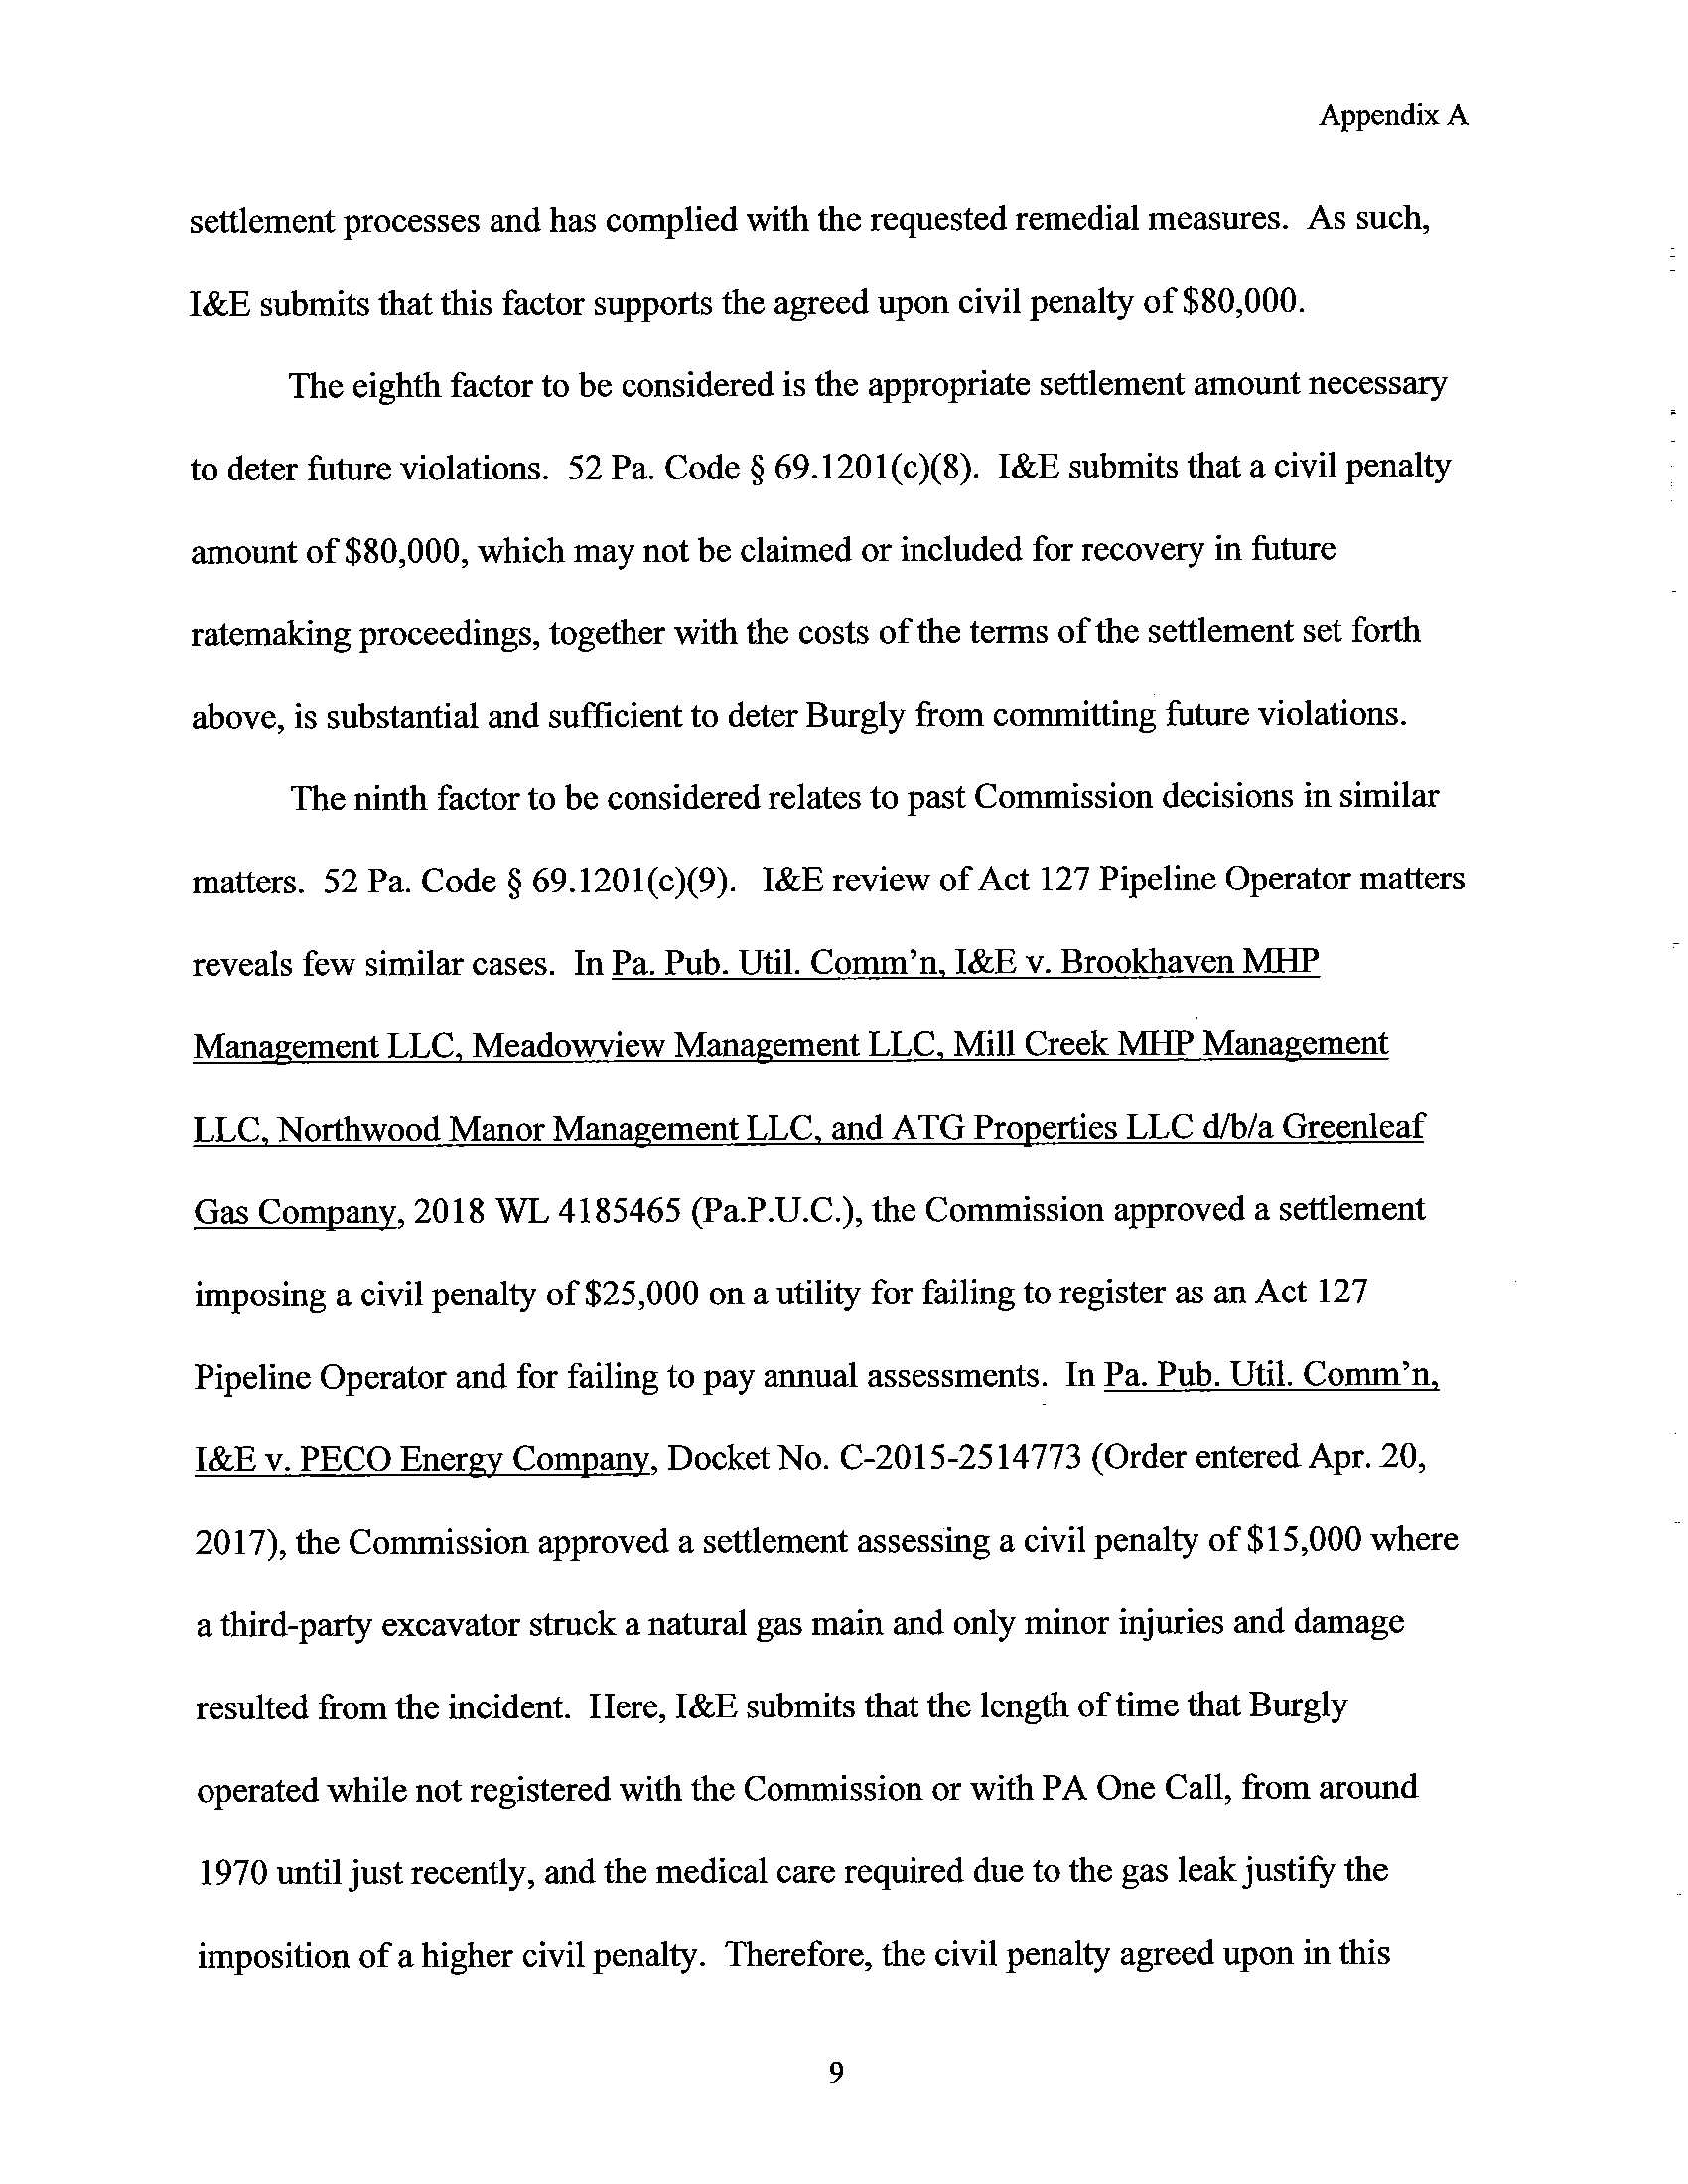 Appendix A
settlement processes and has complied with the requested remedial measures.  As such,
I&E submits that this factor supports the agreed upon civil penalty of $80,000.
The eighth factor to be considered is the appropriate settlement amount necessary
to deter future violations.  52 Pa. Code § 69.1201(c)(8).  I&E submits that a civil penalty
amount of $80,000, which may not be claimed or included for recovery in future
ratemaking proceedings, together with the costs of the terms of the settlement set forth
above, is substantial and sufficient to deter Burgly from committing future violations.
The ninth factor to be considered relates to past Commission decisions in similar
matters.  52 Pa. Code § 69.1201(c)(9).   I&E review of Act 127 Pipeline Operator matters
reveals few similar cases.  In Pa. Pub. Util. Comm'n, I&E v. Brookhaven MHP
Management LLC, Meadowview Management LLC, Mill Creek MHP Management
LLC, Northwood Manor Management LLC, and ATG Properties LLC d/b/a Greenleaf
Gas Company, 2018 WL 4185465 (Pa.P.U.C.), the Commission approved a settlement
imposing a civil penalty of $25,000 on a utility for failing to register as an Act 127
Pipeline Operator and for failing to pay annual assessments.  In Pa. Pub. Util. Comm'n,
I&E v. PECO Energy Company, Docket No. C-2015-2514773 (Order entered Apr. 20,
2017), the Commission approved a settlement assessing a civil penalty of $15,000 where
a third-party excavator struck a natural gas main and only minor injuries and damage
resulted from the incident.  Here, I&E submits that the length of time that Burgly
operated while not registered with the Commission or with PA One Call, from around
1970 until just recently, and the medical care required due to the gas leak justify the
imposition of a higher civil penalty.  Therefore, the civil penalty agreed upon in this
9